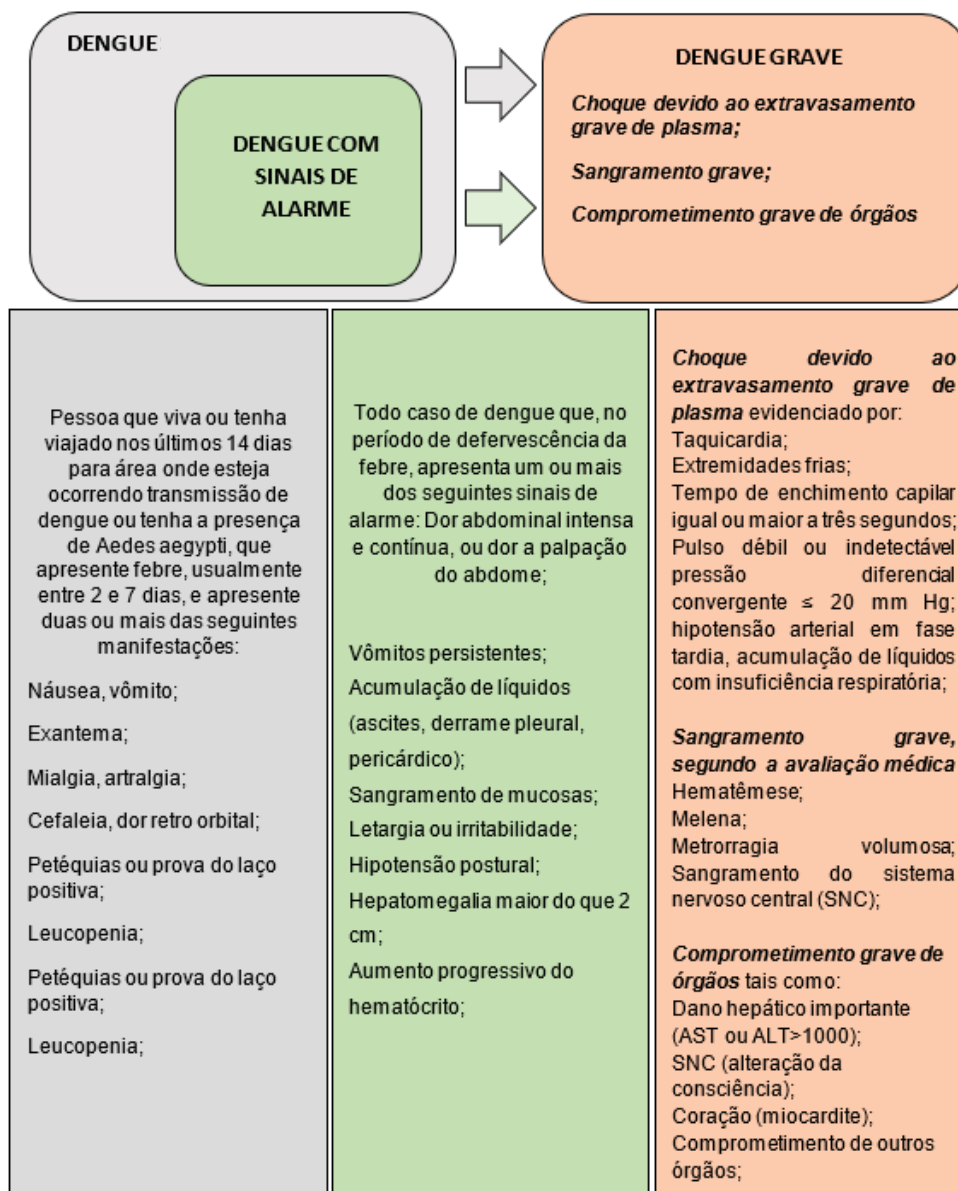 DENGUE
DENGUE COM
SINAIS DE
ALARME
DENGUE GRAVE
Choque devido ao extravasamento
grave de plasma;
Sangramento grave;
Comprometimento grave de órgãos
Pessoa que viva ou tenha
viajado nos últimos 14 dias
para área onde esteja
ocorrendo transmissão de
dengue ou tenha a presença
de Aedes aegypti, que
apresente febre, usualmente
entre 2 e 7 dias, e apresente
duas ou mais das seguintes
manifestações:
Náusea, vômito;
Exantema;
Mialgia, artralgia;
Cefaleia, dor retro orbital;
Petéquias ou prova do laço
positiva;
Leucopenia;
Petéquias ou prova do laço
positiva;
Leucopenia;
Todo caso de dengue que, no
período de defervescência da
febre, apresenta um ou mais
dos seguintes sinais de
alarme: Dor abdominal intensa
e contínua, ou dor a palpação
do abdome;
Vômitos persistentes;
Acumulação de líquidos
(ascites, derrame pleural,
pericárdico);
Sangramento de mucosas;
Letargia ou irritabilidade;
Hipotensão postural;
Hepatomegalia maior do que 2
cm;
Aumento progressivo do
hematócrito;
Choque devido ao
extravasamento grave de
plasma evidenciado por:
Taquicardia;
Extremidades frias;
Tempo de enchimento capilar
igual ou maior a três segundos;
Pulso débil ou indetectável
pressão diferencial
convergente ≤ 20 mm Hg;
hipotensão arterial em fase
tardia, acumulação de líquidos
com insuficiência respiratória;
Sangramento grave,
segundo a avaliação médica
Hematêmese;
Melena;
Metrorragia volumosa;
Sangramento do sistema
nervoso central (SNC);
Comprometimento grave de
órgãos tais como:
Dano hepático importante
(AST ou ALT>1000);
SNC (alteração da
consciência);
Coração (miocardite);
Comprometimento de outros
órgãos;